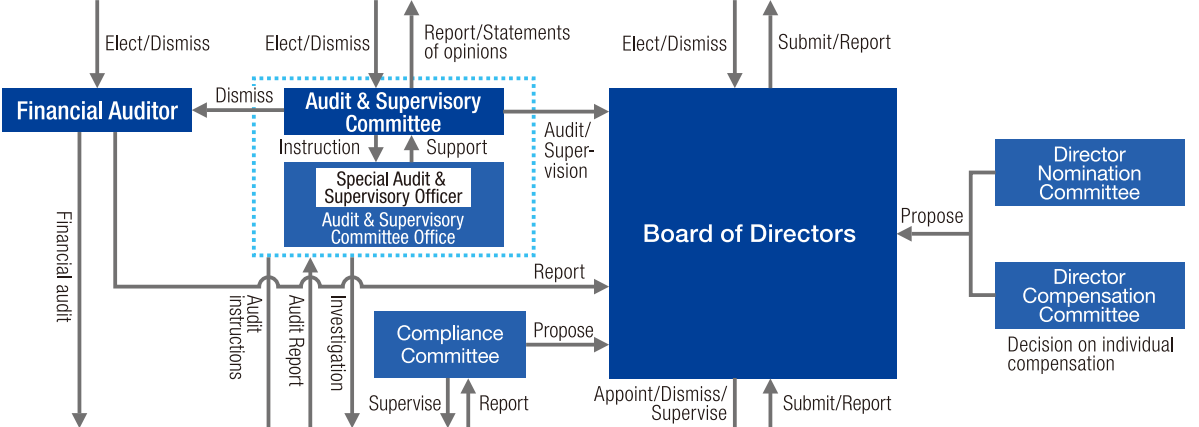 Elect/Dismiss
Elect/Dismiss
Report/Statements
of opinions
Elect/Dismiss
Submit/Report
Financial Auditor
Dismiss
Audit & Supervisory
Committee
Audit/
Super-
vision
Instruction
Support
Special Audit &
Supervisory Officer
Audit & Supervisory
Committee Office
Board of Directors
Director
Nomination
Committee
Propose
Director
Compensation
Committee
Decision on individual
compensation
Financial audit
Report
Audit
instructions
Audit Report
Investigation
Compliance
Committee
Propose
Supervise
Report
Appoint/Dismiss/
Supervise
Submit/Report